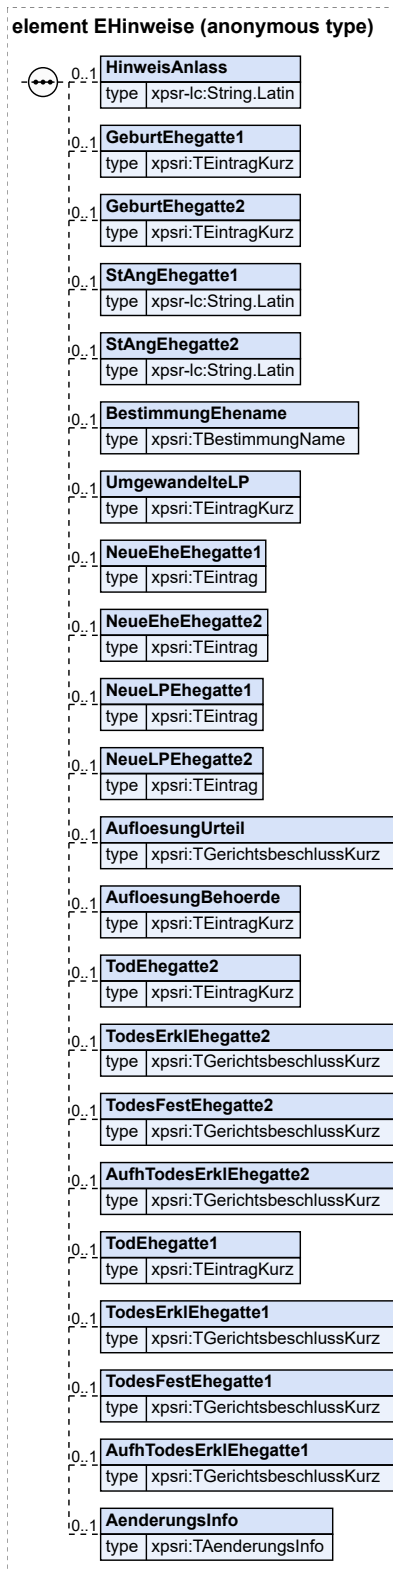 element EHinweise (anonymous type)
0..1 HinweisAnlass
type xpsr-lc:String.Latin
0..1 GeburtEhegatte1
type xpsri:TEintragKurz
0..1 GeburtEhegatte2
type xpsri:TEintragKurz
0..1 StAngEhegatte1
type xpsr-lc:String.Latin
0..1 StAngEhegatte2
type xpsr-lc:String.Latin
0..1 BestimmungEhename
type xpsri:TBestimmungName
0..1 UmgewandelteLP
type xpsri:TEintragKurz
0..1 NeueEheEhegatte1
type xpsri:TEintrag
0..1 NeueEheEhegatte2
type xpsri:TEintrag
0..1 NeueLPEhegatte1
type xpsri:TEintrag
0..1 NeueLPEhegatte2
type xpsri:TEintrag
0..1 AufloesungUrteil
type xpsri:TGerichtsbeschlussKurz
0..1 AufloesungBehoerde
type xpsri:TEintragKurz
0..1 TodEhegatte2
type xpsri:TEintragKurz
0..1 TodesErklEhegatte2
type xpsri:TGerichtsbeschlussKurz
0..1 TodesFestEhegatte2
type xpsri:TGerichtsbeschlussKurz
0..1 AufhTodesErklEhegatte2
type xpsri:TGerichtsbeschlussKurz
0..1 TodEhegatte1
type xpsri:TEintragKurz
0..1 TodesErklEhegatte1
type xpsri:TGerichtsbeschlussKurz
0..1 TodesFestEhegatte1
type xpsri:TGerichtsbeschlussKurz
0..1 AufhTodesErklEhegatte1
type xpsri:TGerichtsbeschlussKurz
0..1 AenderungsInfo
type xpsri:TAenderungsInfo